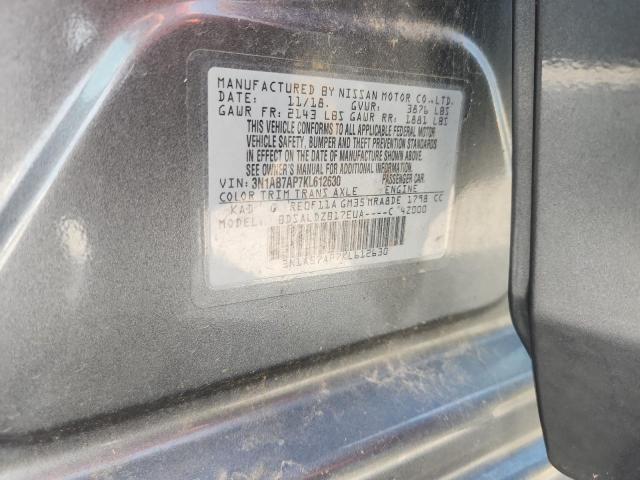 MANUFACTURED BY NISSAN MOTOR CO.,LTD.
DATE: 11/18. GVWR: 3876 LBS
GAWR FR: 2143 LBS GAWR RR: 1881 LBS
THIS VEHICLE CONFORMS TO ALL APPLICABLE FEDERAL MOTOR
VEHICLE SAFETY, BUMPER AND THEFT PREVENTION STANDARDS
IN EFFECT ON THE DATE OF MANUFACTURE SHOWN ABOVE.
SEE OWNER'S MANUAL FOR ADDITIONAL INFORMATION
VIN: 3N1AB7AP7KL612630 PASSENGER CAR.
COLOR TRIM TRANS AXLE ENGINE
KAD G RE0F11A GM35 MRA8DE 1798 CC
MODEL: BDSALDZB17EUA----C 42000
3N1AB7AP7KL612630